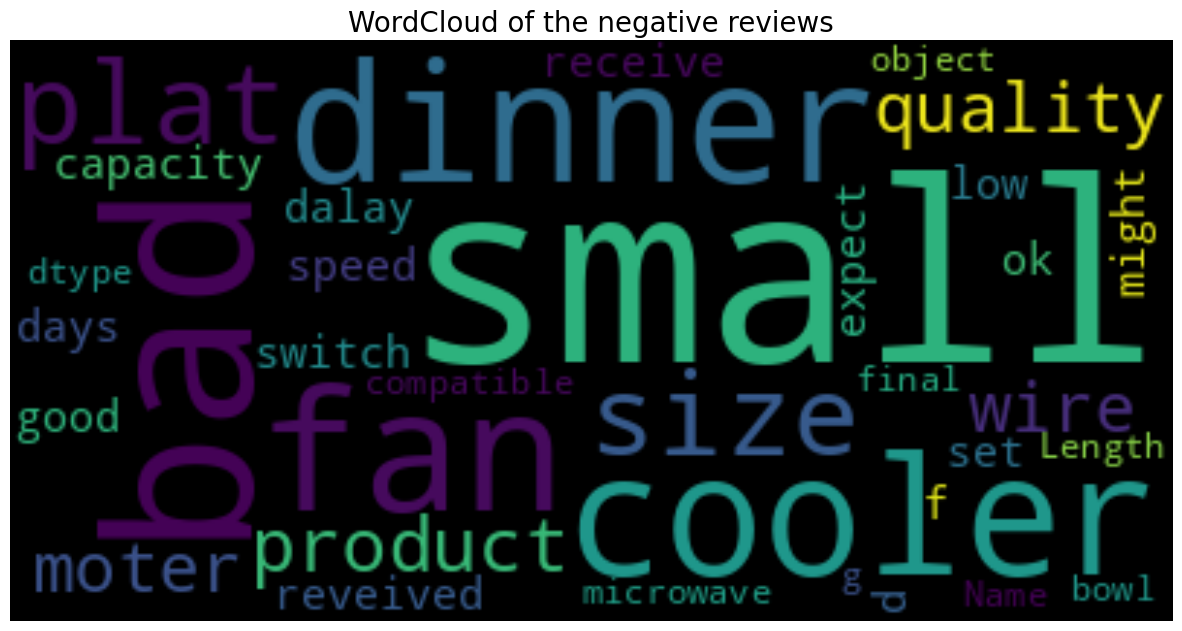 WordCloud of the negative reviews
receive
object
plat
dinner
quality
capacity
low
might
dalay
expect
ok
small
bad
dtype
speed
days
switch
compatible
final
good
fan
size
wire
set
Length
cooler
f
product
moter
reveived
microwave
g
d
Name
bowl